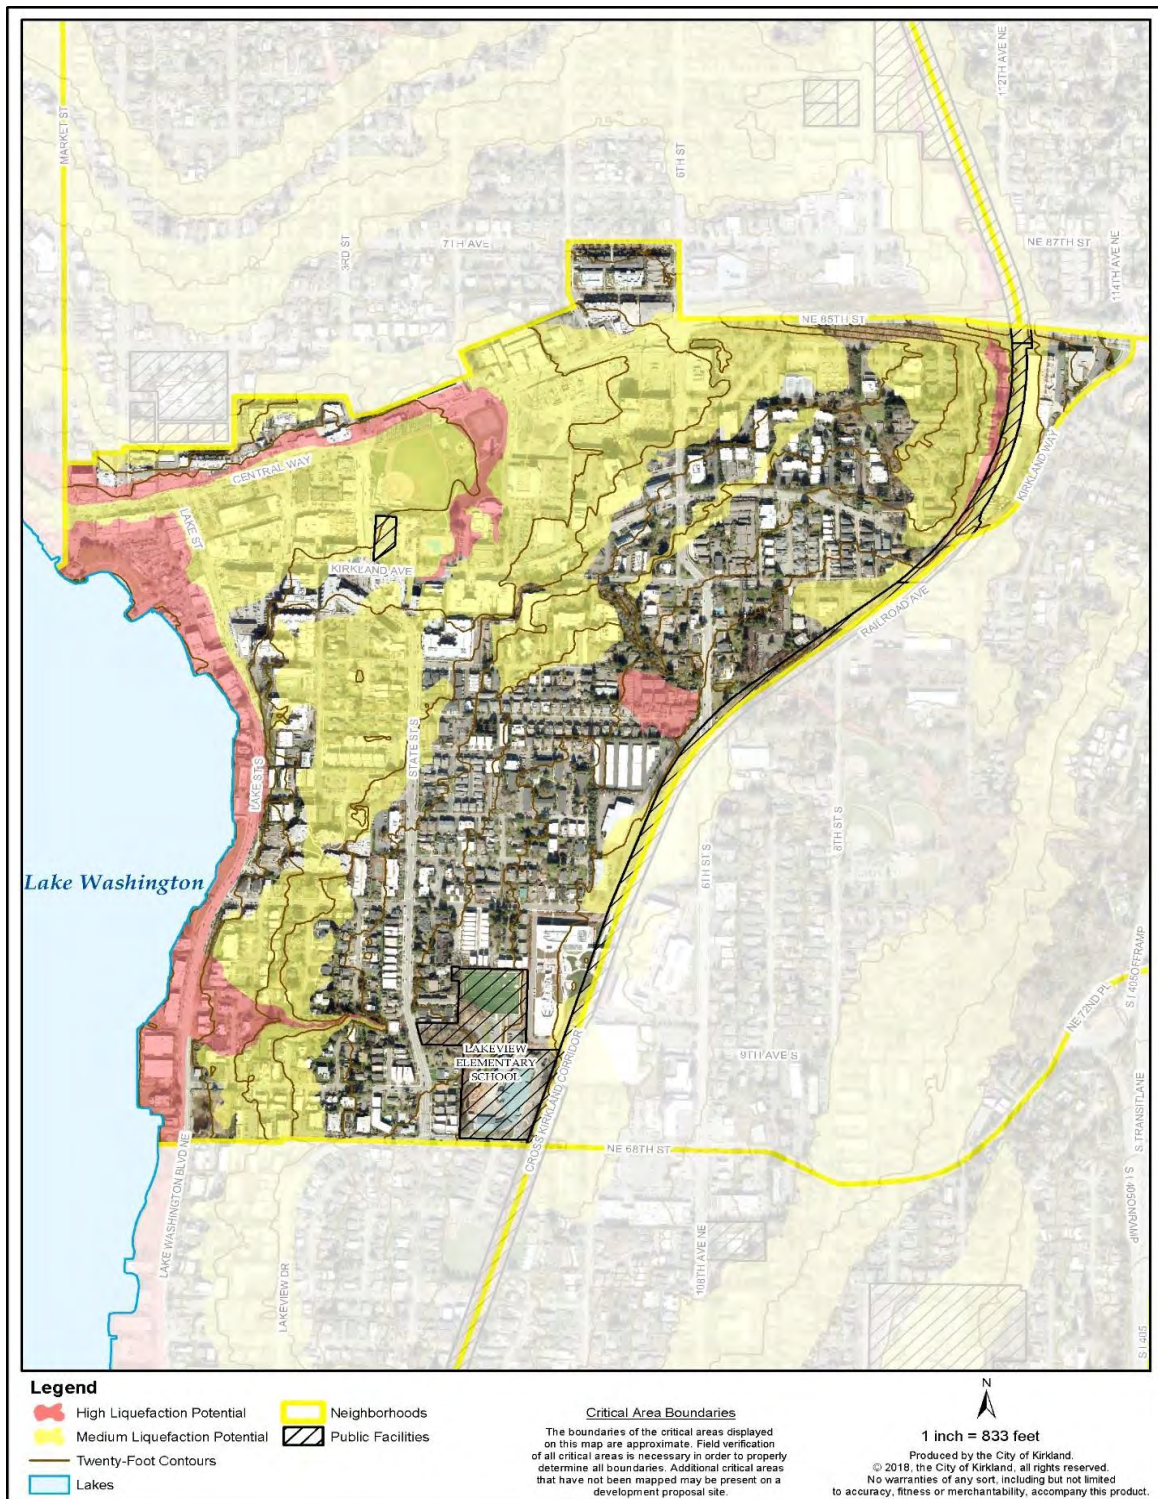 112TH AVE NE
MARKET ST
6TH ST
3RD ST
7TH AVE
NE 87TH ST
114TH AVE NE
NE 85TH ST
CENTRAL WAY
KIRKLAND WAY
LAKE ST
KIRKLAND AVE
RAILROAD AVE
STATE ST S
LAKE ST S
8TH ST S
6TH ST S
Lake Washington
S I 405OFFRAMP
NE 72ND PL
LAKEVIEW
ELEMENTARY
SCHOOL
9TH AVE S
CROSS KIRKLAND CORRIDOR
S TRANSITLANE
NE 68TH ST
LAKE WASHINGTON BLVD NE
S I 405ONRAMP
108TH AVE NE
LAKEVIEW DR
S I 405
Legend
High Liquefaction Potential
Medium Liquefaction Potential
Twenty-Foot Contours
Lakes
Neighborhoods
Public Facilities
Critical Area Boundaries
The boundaries of the critical areas displayed
on this map are approximate. Field verification
of all critical areas is necessary in order to properly
determine all boundaries. Additional critical areas
that have not been mapped may be present on a
development proposal site.
N
1 inch = 833 feet
Produced by the City of Kirkland.
© 2018, the City of Kirkland, all rights reserved.
No warranties of any sort, including but not limited
to accuracy, fitness or merchantability, accompany this product.